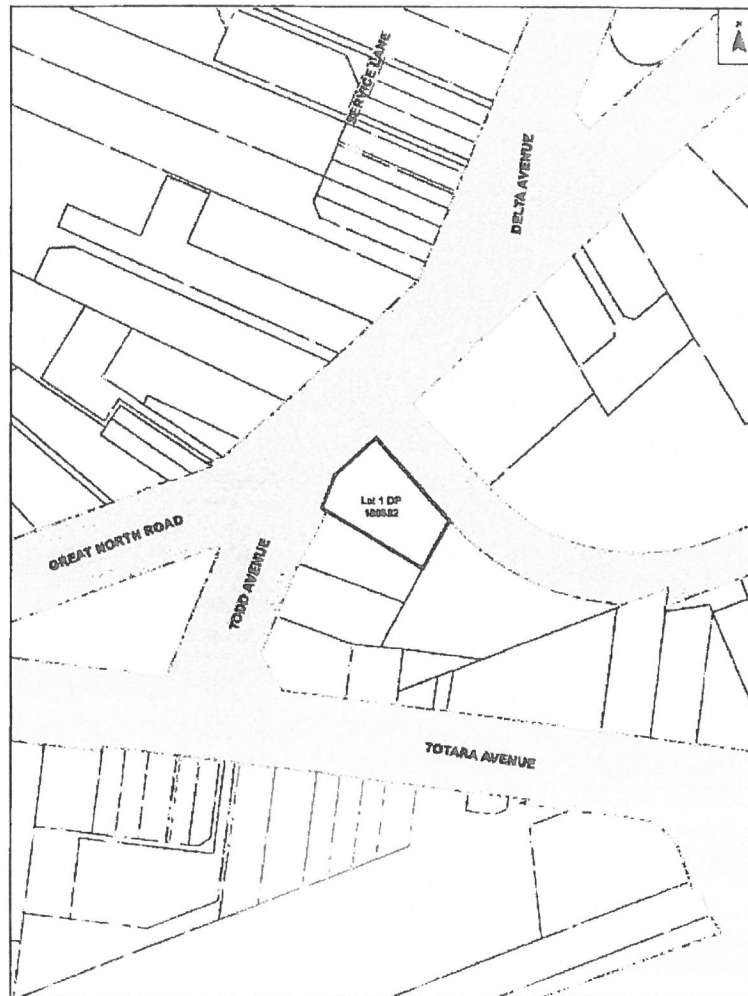 SERVICE LANE
DELTA AVENUE
Lot 1 DP
GREAT NORTH ROAD
TODD AVENUE
TOTARA AVENUE